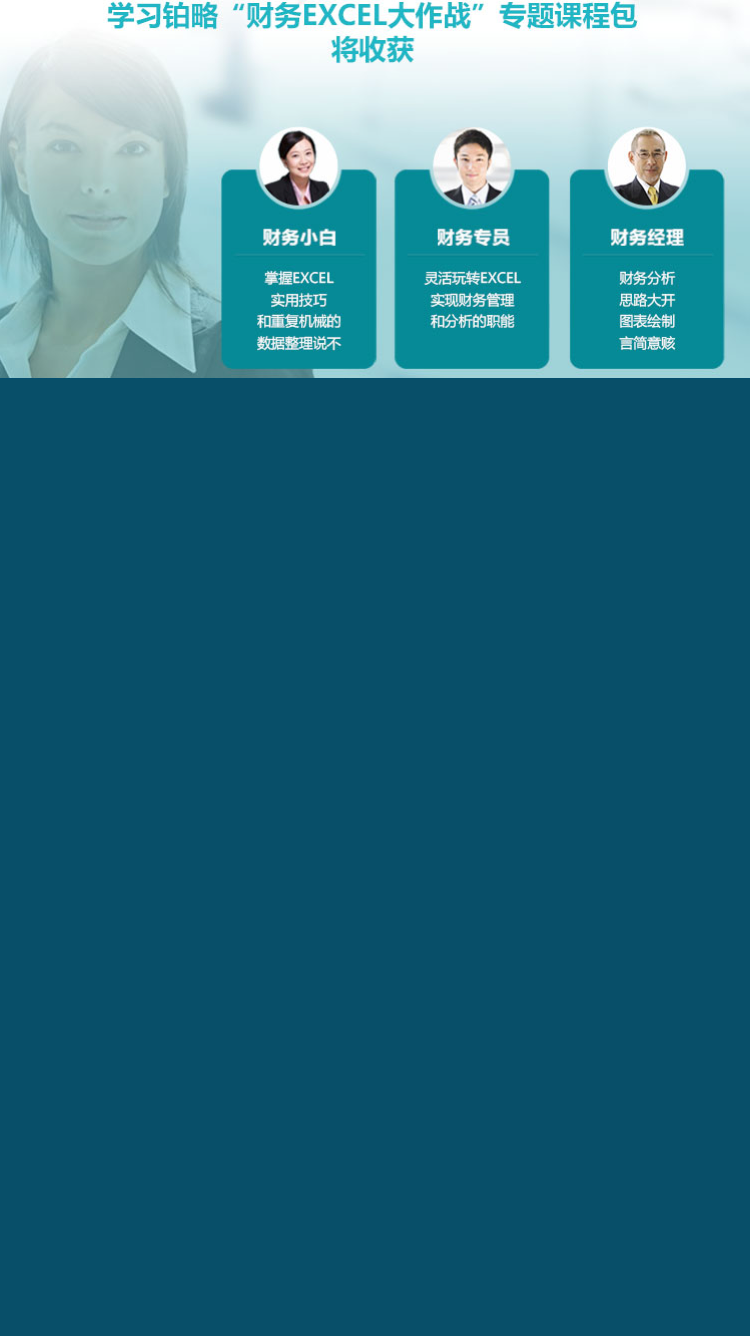 学习铂略“财务EXCEL大作战”专题课程包
将收获
财务小白
掌握EXCEL
实用技巧
和重复机械的
数据整理说不
财务专员
灵活玩转EXCEL
实现财务管理
和分析的职能
财务经理
财务分析
思路大开
图表绘制
言简意赅